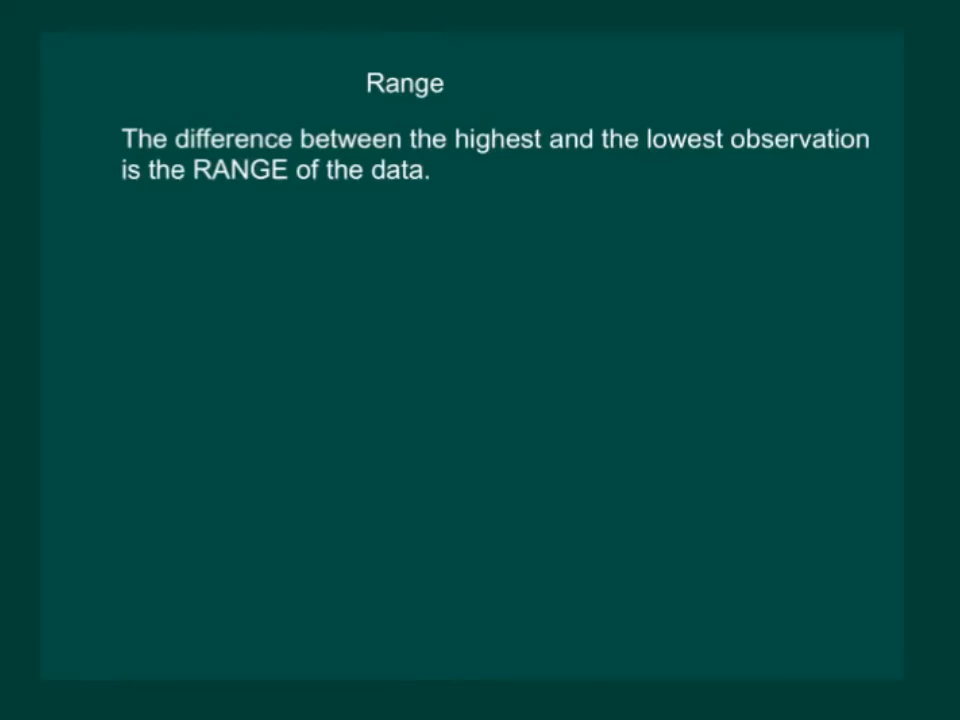 Range
The difference between the highest and the lowest observation
is the RANGE of the data.